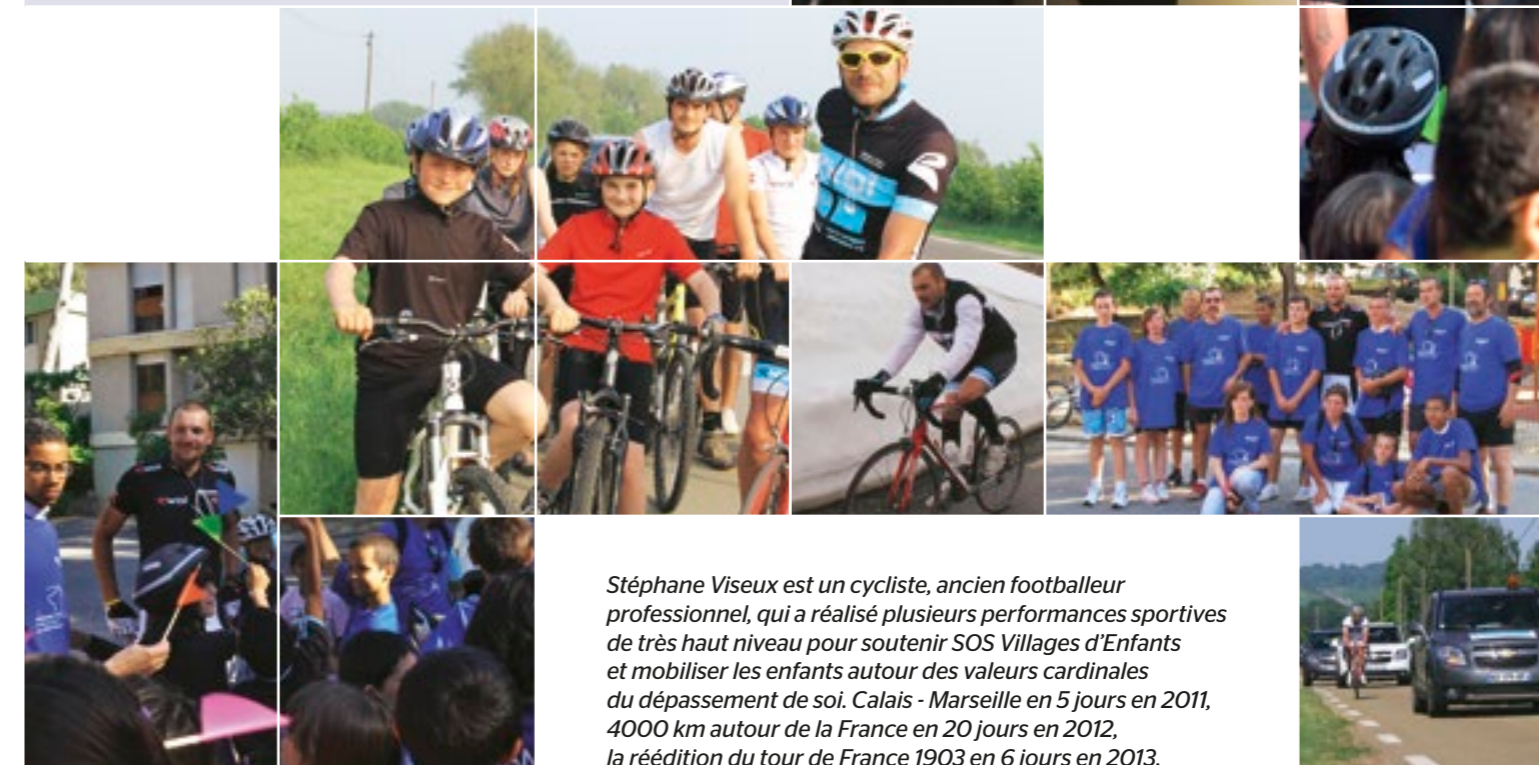 Stéphane Viseux est un cycliste, ancien footballeur
professionnel, qui a réalisé plusieurs performances sportives
de très haut niveau pour soutenir SOS Villages d'Enfants
et mobiliser les enfants autour des valeurs cardinales
du dépassement de soi. Calais - Marseille en 5 jours en 2011,
4000 km autour de la France en 20 jours en 2012,
la réédition du tour de France 1903 en 6 jours en 2013.